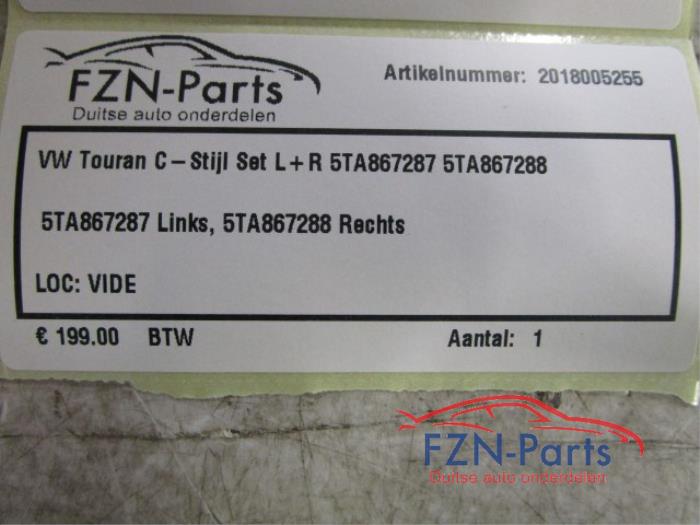 FZN-Parts
Duitse auto onderdelen
Artikelnummer: 2018005255
VW Touran C-Stijl Set L+R 5TA867287 5TA867288
5TA867287 Links, 5TA867288 Rechts
LOC: VIDE
€ 199.00 BTW
Aantal: 1
FZN-Parts
Duitse auto onderdelen